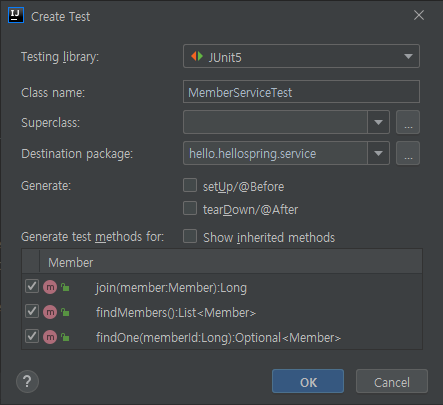 IJ
Create Test
Testing library: JUnit5
Class name: MemberServiceTest
Superclass: ...
Destination package: hello.hellospring.service ...
Generate: setUp/@Before
tearDown/@After
Generate test methods for: Show inherited methods
Member
m join(member:Member):Long
m findMembers():List<Member>
m findOne(memberId:Long):Optional<Member>
? OK Cancel